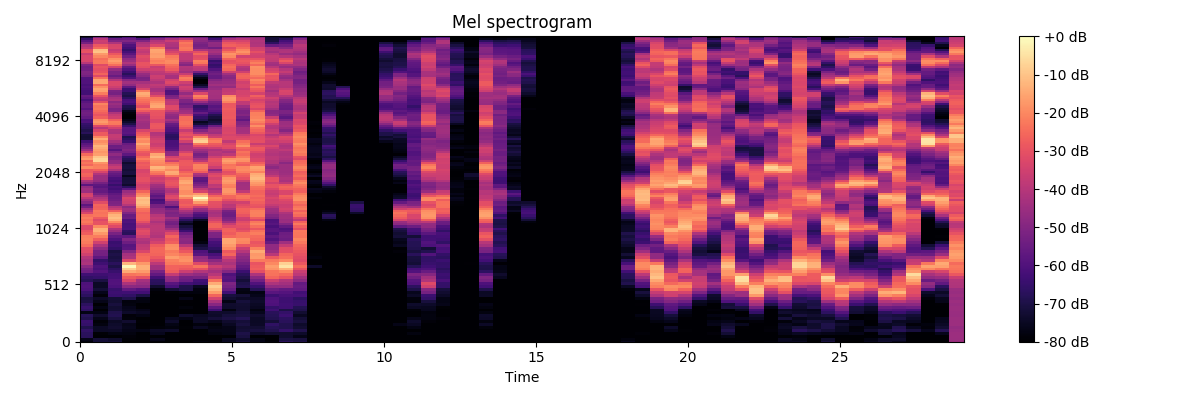 Mel spectrogram
Hz
8192
4096
2048
1024
512
0
0 5 10 15 20 25
Time
+0 dB
-10 dB
-20 dB
-30 dB
-40 dB
-50 dB
-60 dB
-70 dB
-80 dB